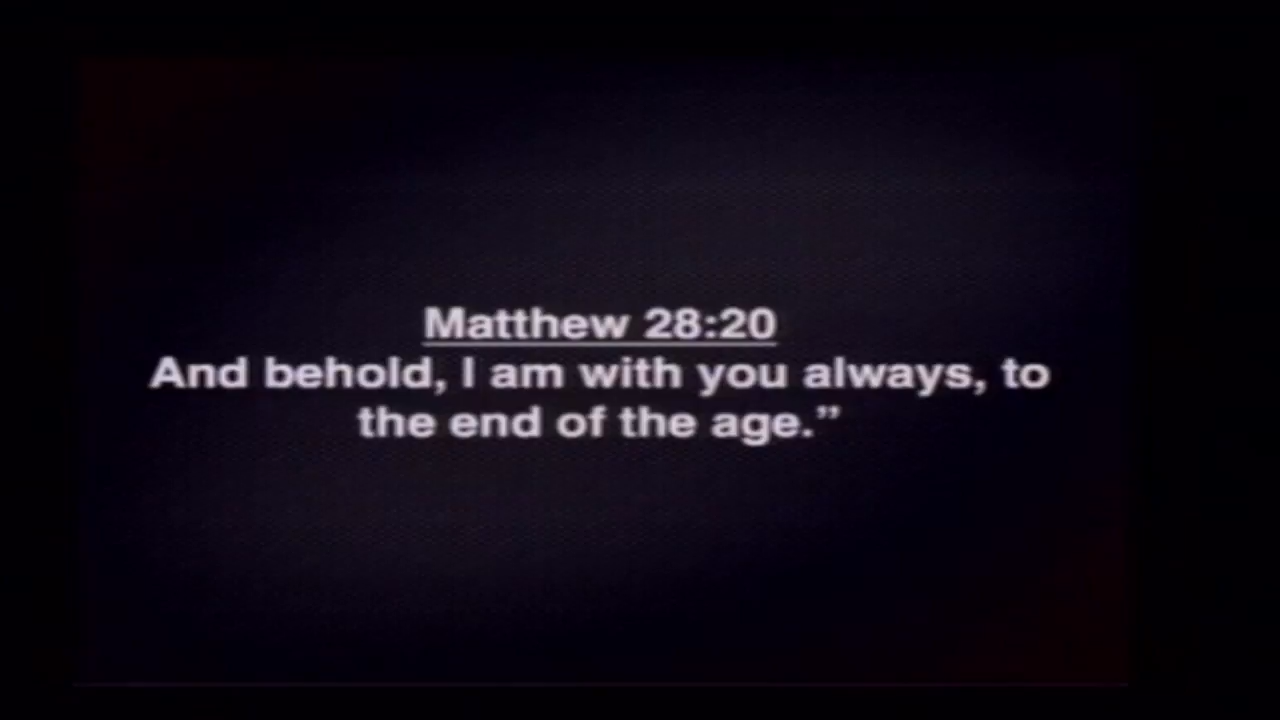 Matthew 28:20
And behold, I am with you always, to
the end of the age.”